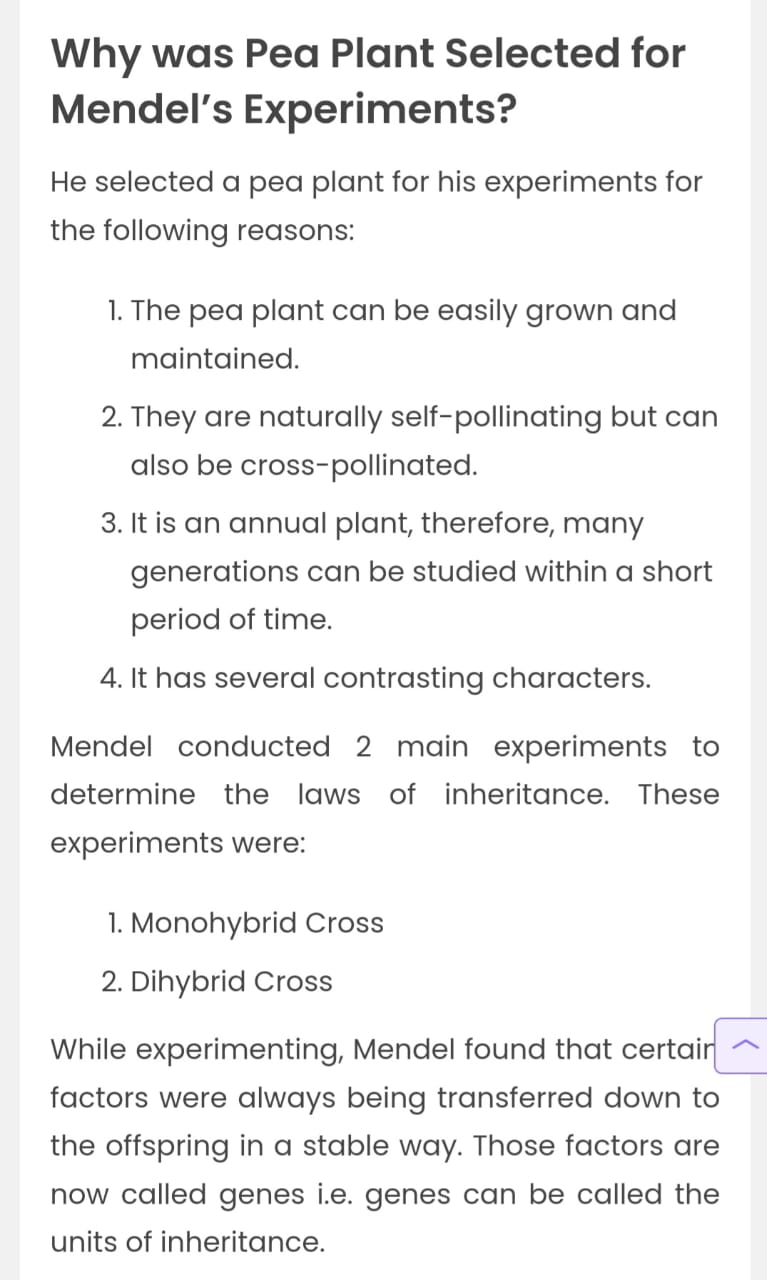 Why was Pea Plant Selected for
Mendel's Experiments?
He selected a pea plant for his experiments for
the following reasons:
1. The pea plant can be easily grown and
maintained.
2. They are naturally self-pollinating but can
also be cross-pollinated.
3. It is an annual plant, therefore, many
generations can be studied within a short
period of time.
4. It has several contrasting characters.
Mendel conducted 2 main experiments to
determine the laws of inheritance. These
experiments were:
1. Monohybrid Cross
2. Dihybrid Cross
While experimenting, Mendel found that certain
factors were always being transferred down to
the offspring in a stable way. Those factors are
now called genes i.e. genes can be called the
units of inheritance.